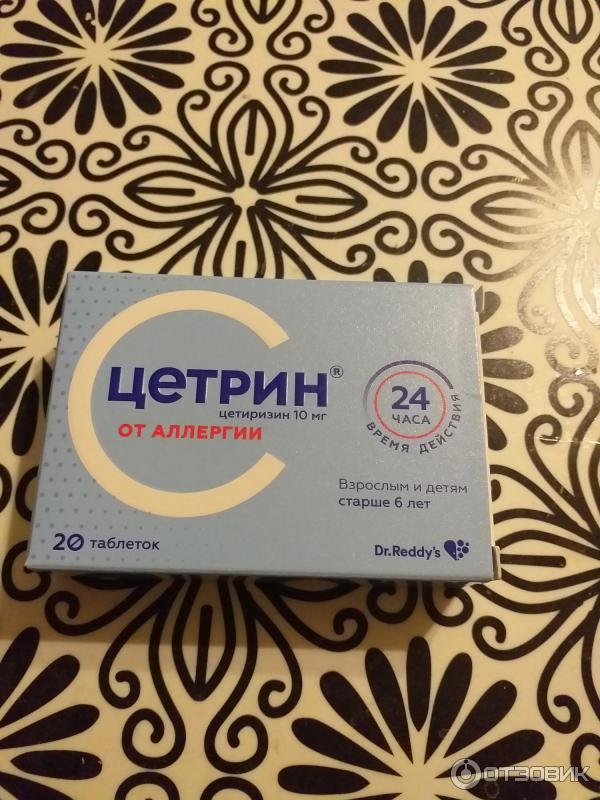 ЦЕТРИН®
цетиризин 10 мг
ОТ АЛЛЕРГИИ
24
ЧАСА
ВРЕМЯ ДЕЙСТВИЯ
Взрослым и детям
старше 6 лет
20 таблеток
Dr.Reddy's
ОТЗОВИК